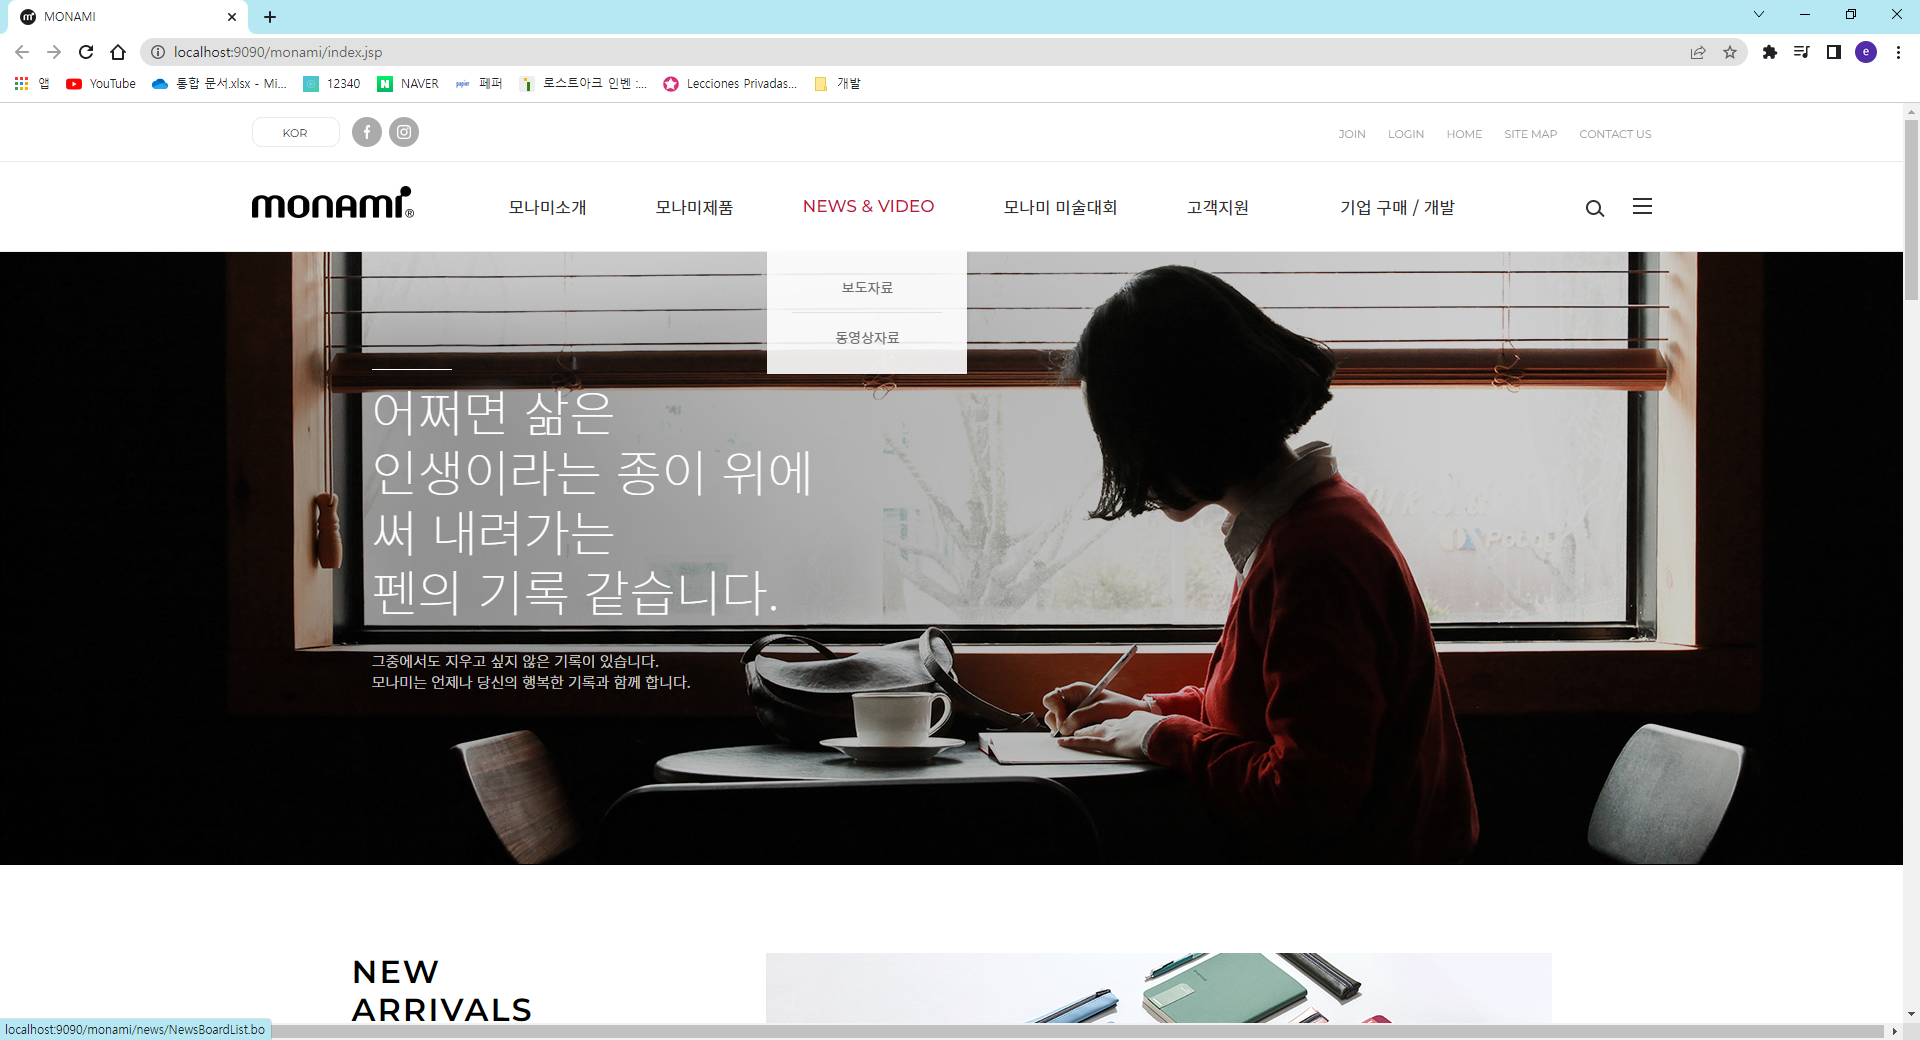 MONAMI
localhost:9090/monami/index.jsp
e
앱
YouTube
통합 문서.xlsx - Mi...
12340
NAVER
페퍼
로스트아크 인벤 :...
Lecciones Privadas...
개발
KOR
JOIN
LOGIN
HOME
SITE MAP
CONTACT US
monami®
모나미소개
모나미제품
NEWS & VIDEO
모나미 미술대회
고객지원
기업 구매 / 개발
보도자료
동영상자료
어쩌면 삶은
인생이라는 종이 위에
써 내려가는
펜의 기록 같습니다.
그중에서도 지우고 싶지 않은 기록이 있습니다.
모나미는 언제나 당신의 행복한 기록과 함께 합니다.
NEW
ARRIVALS
localhost:9090/monami/news/NewsBoardList.bo